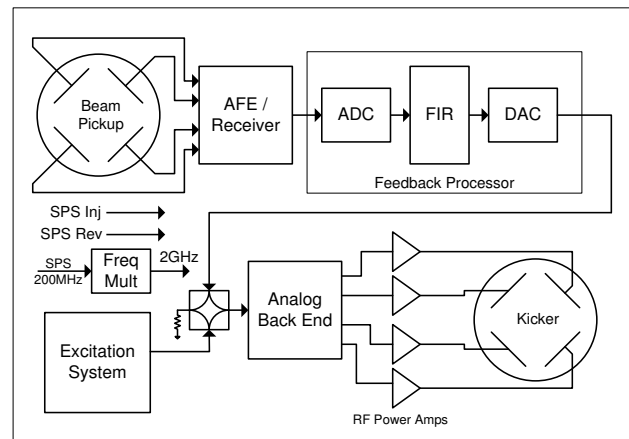 Beam
Pickup
AFE /
Receiver
ADC
FIR
DAC
Feedback Processor
SPS Inj
SPS Rev
SPS
200MHz
Freq
Mult
2GHz
Analog
Back End
Kicker
Excitation
System
RF Power Amps